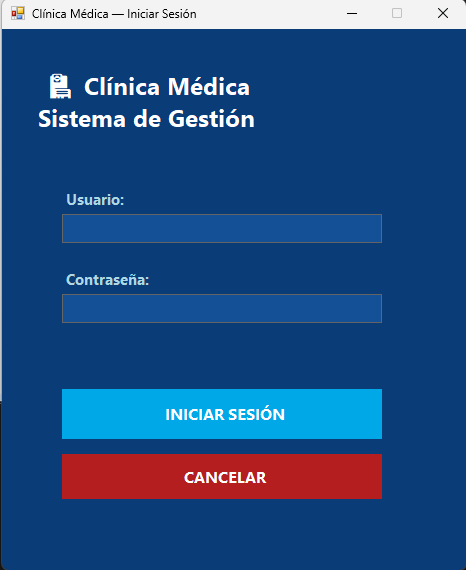 Clínica Médica — Iniciar Sesión
Clínica Médica
Sistema de Gestión
Usuario:
Contraseña:
INICIAR SESIÓN
CANCELAR